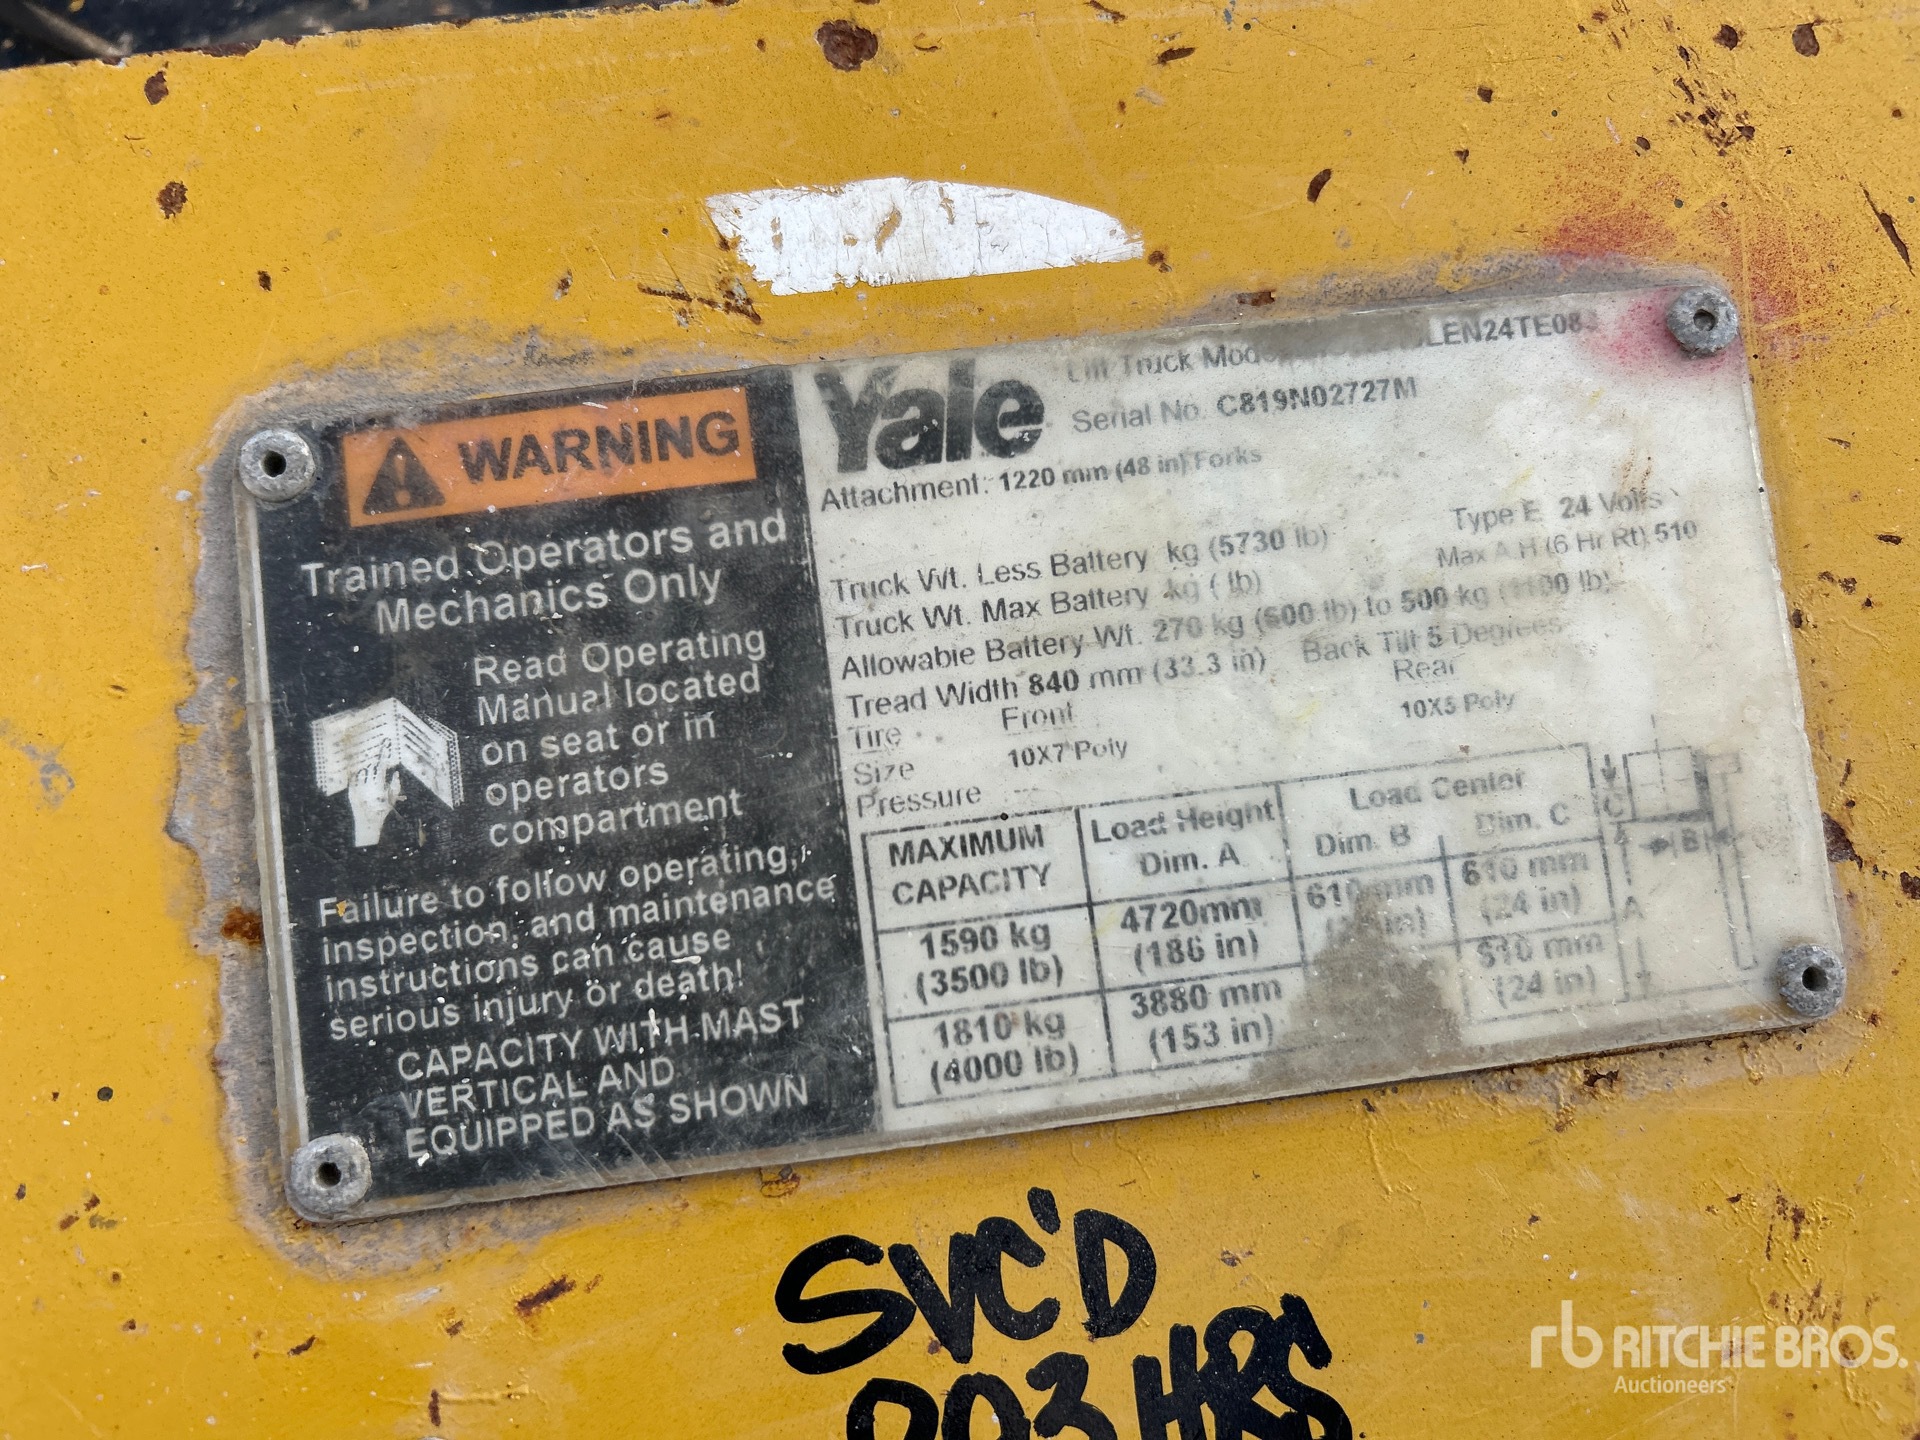 WARNING
Trained Operators and
Mechanics Only
Read Operating
Manual located
on seat or in
operators
compartment
Failure to follow operating,
inspection, and maintenance
instructions can cause
serious injury or death!
CAPACITY WITH MAST
VERTICAL AND
EQUIPPED AS SHOWN
Yale
Lift Truck Model
Serial No. C819N02727M
Attachment: 1220 mm (48 in) Forks
Truck Wt. Less Battery kg (5730 lb) Type E 24 Volts
Truck Wt. Max Battery kg ( lb) Max A.H (6 Hr Rt) 510
Allowable Battery Wt. 270 kg (600 lb) to 500 kg (1100 lb)
Tread Width 840 mm (33.3 in) Back Tilt 5 Degrees
Tire Front Rear
Size 10X7 Poly 10X5 Poly
Pressure
MAXIMUM CAPACITY Load Height Dim. A Load Center
Dim. B Dim. C
1590 kg 4720mm 610 mm 610 mm
(3500 lb) (186 in) in) (24 in)
1810 kg 3880 mm 610 mm
(4000 lb) (153 in) (24 in)
C
B
A
SVC'D
903 HRS
rb RITCHIE BROS.
Auctioneers